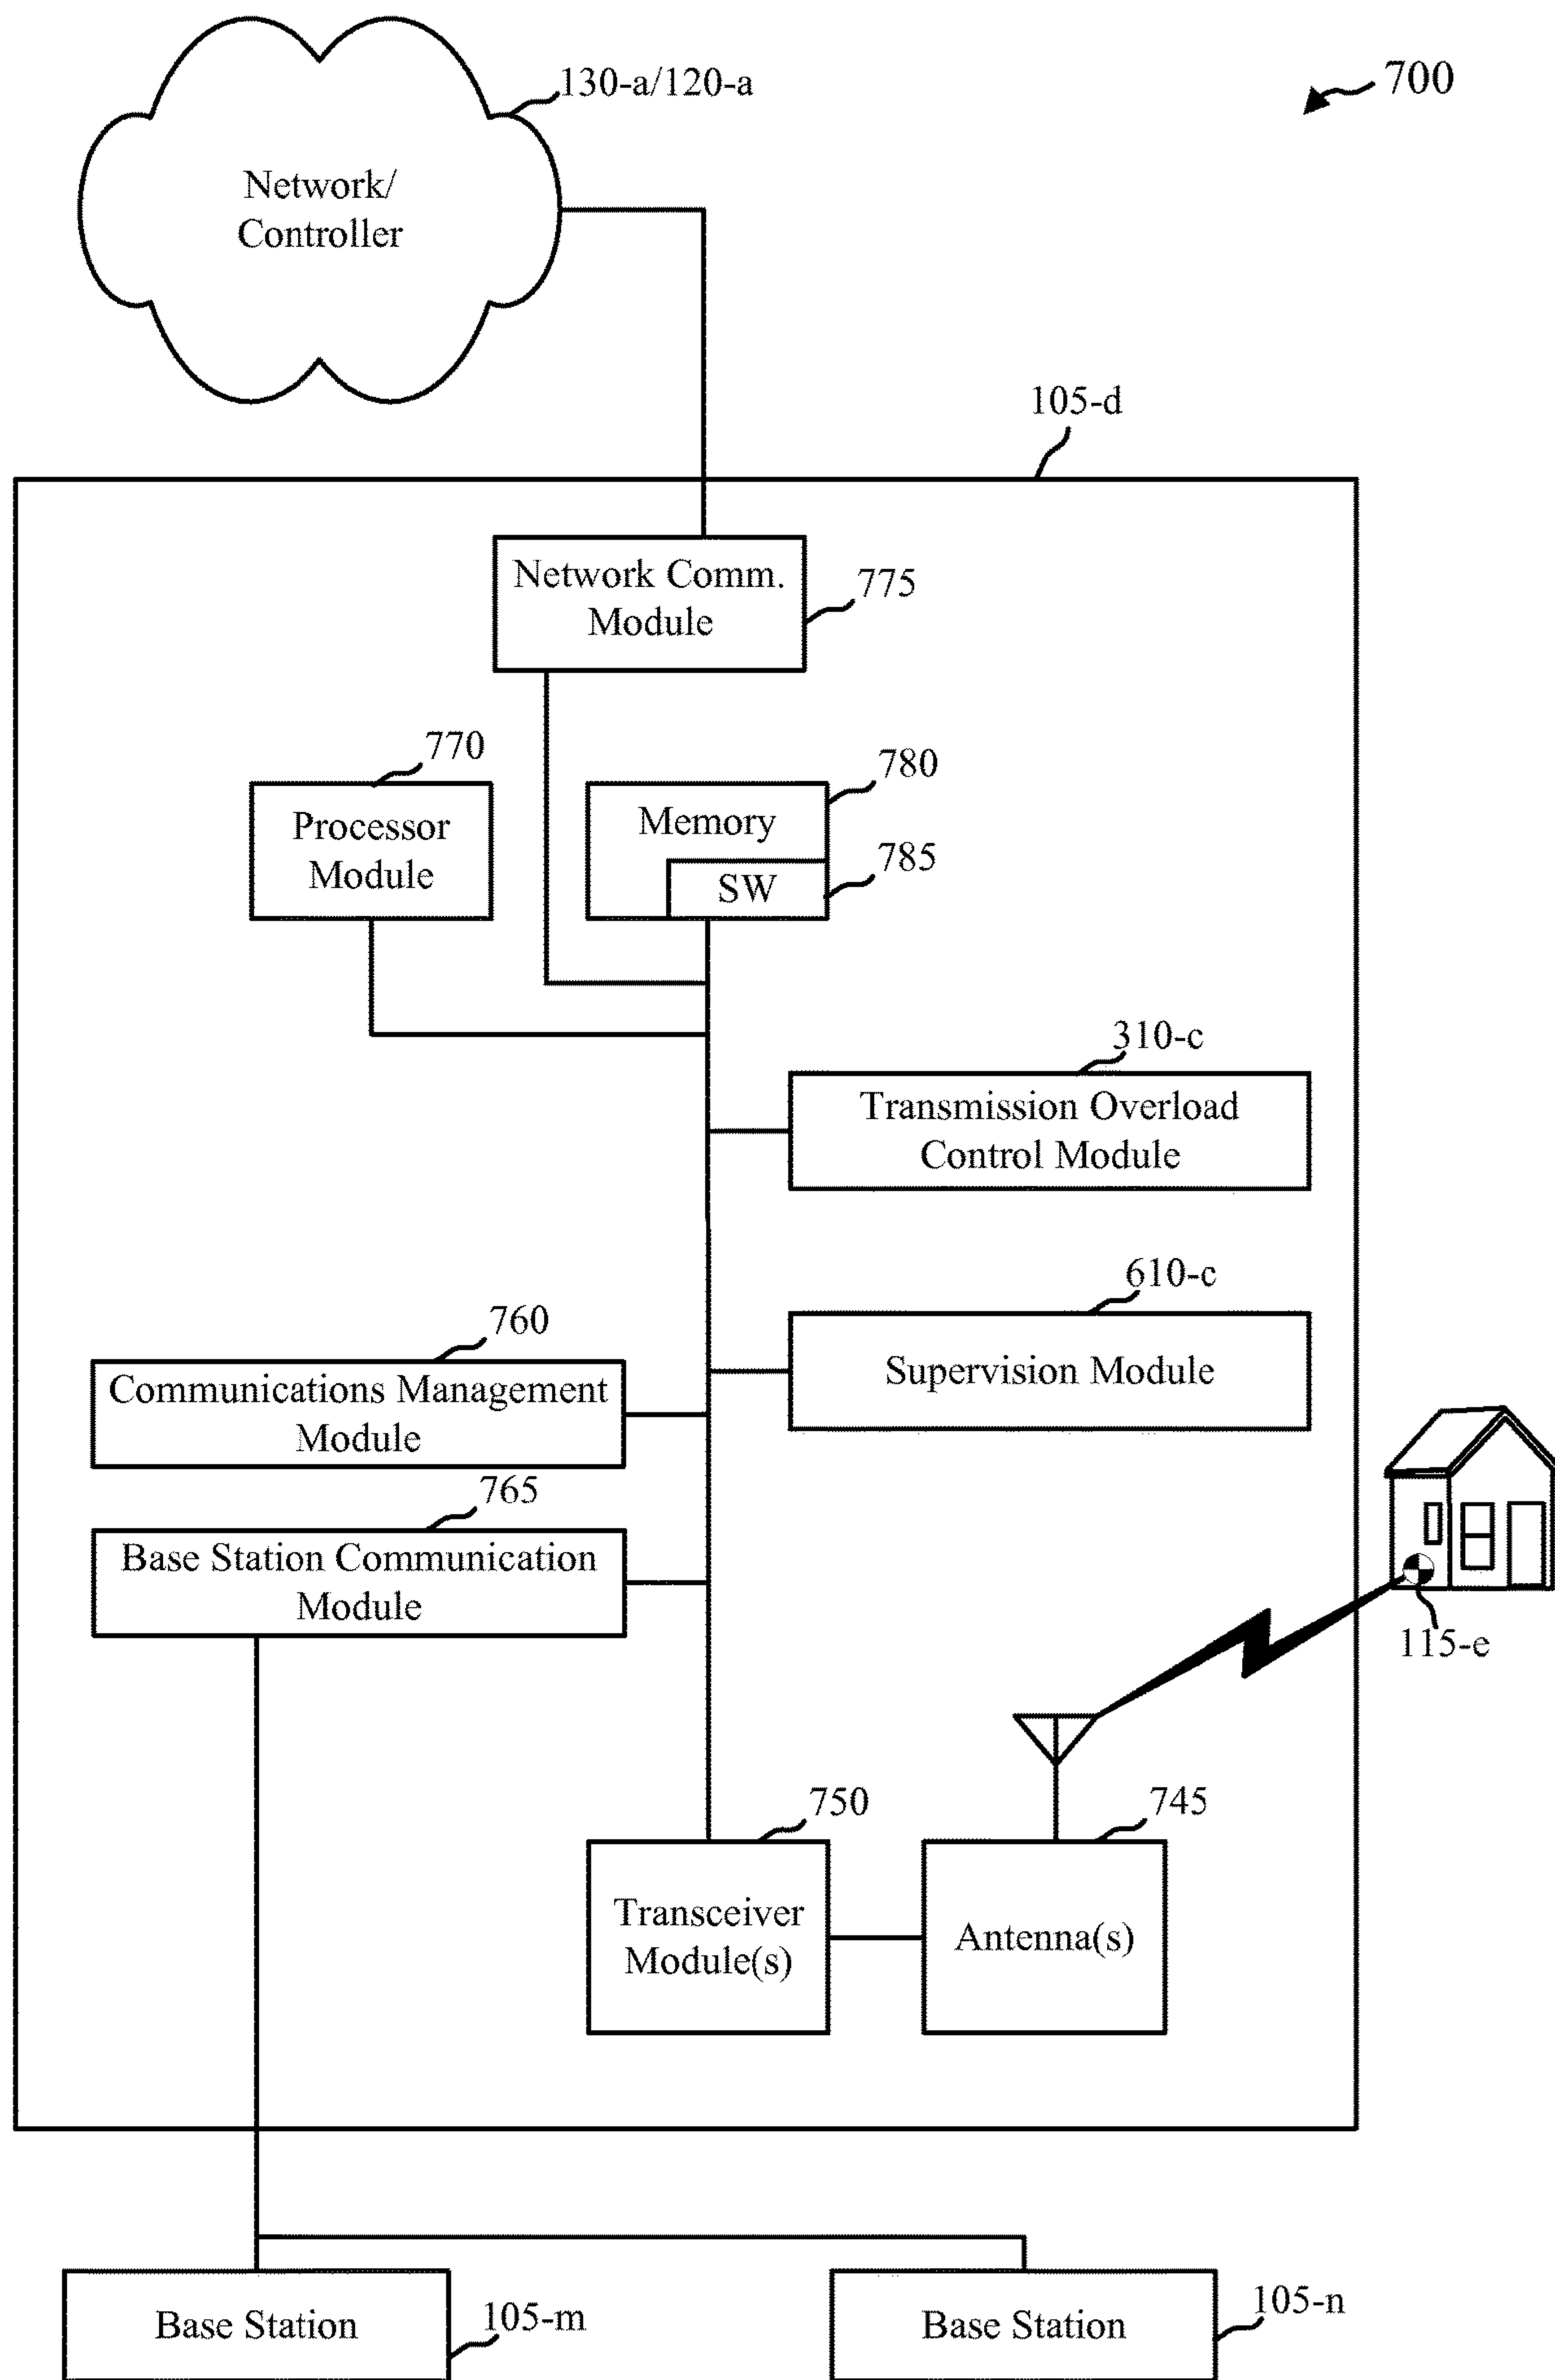 130-a/120-a
700
Network/
Controller
105-d
Network Comm.
Module
775
770
780
Processor
Module
Memory
785
SW
310-c
Transmission Overload
Control Module
610-c
760
Supervision Module
Communications Management
Module
765
Base Station Communication
Module
115-e
750
745
Transceiver
Module(s)
Antenna(s)
Base Station
105-m
Base Station
105-n